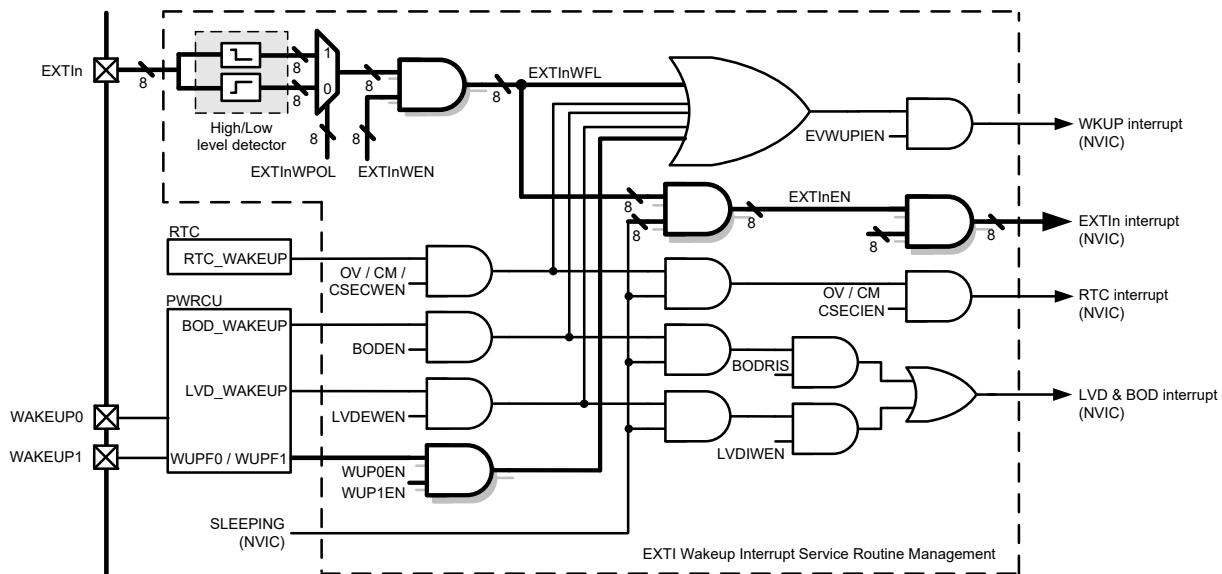 EXTIn
8
High/Low
level detector
8
8
1
0
8
EXTInWPOL
8
8
EXTInWEN
8
EXTInWFL
EVWUPIEN
WKUP interrupt
(NVIC)
8
8
8
EXTInEN
8
8
EXTIn interrupt
(NVIC)
RTC
RTC_WAKEUP
OV / CM /
CSECWEN
OV / CM
CSECIEN
RTC interrupt
(NVIC)
PWRCU
BOD_WAKEUP
BODEN
BODRIS
LVD_WAKEUP
LVDEWEN
LVDIWEN
LVD & BOD interrupt
(NVIC)
WAKEUP0
WAKEUP1
WUPF0 / WUPF1
WUP0EN
WUP1EN
SLEEPING
(NVIC)
EXTI Wakeup Interrupt Service Routine Management